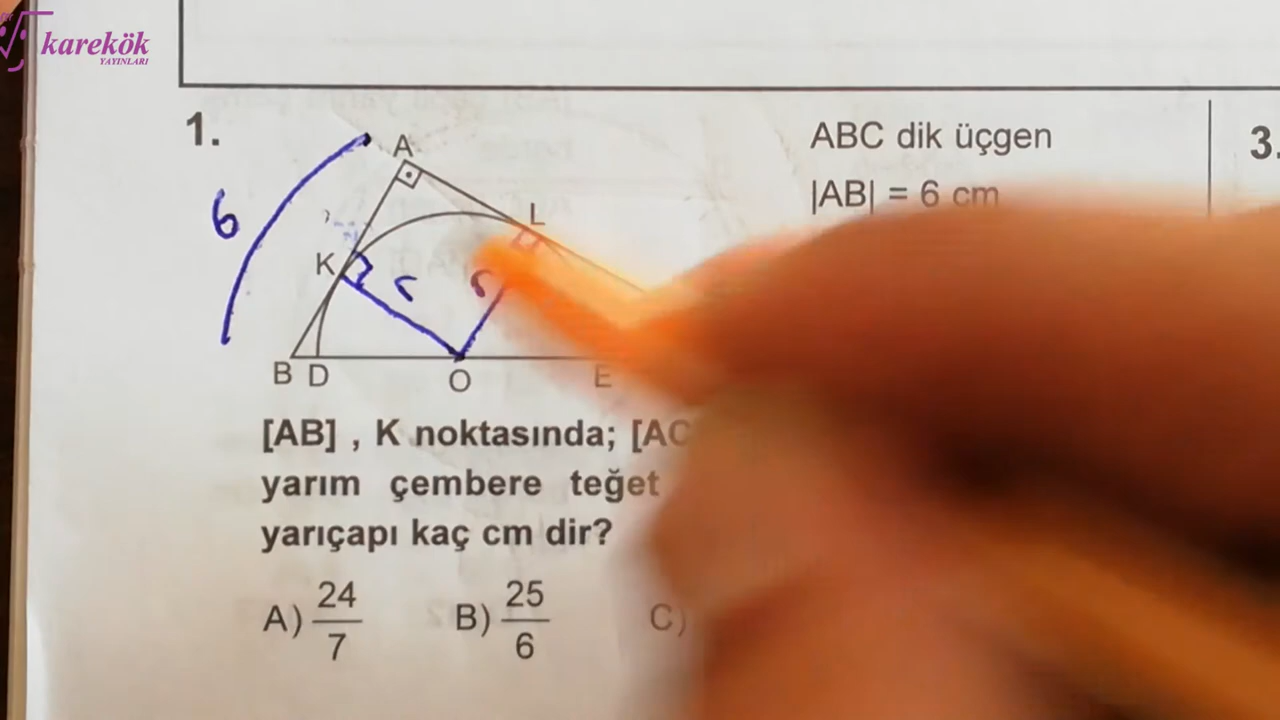 karekök
YAYINLARI
1.
ABC dik üçgen
3.
|AB| = 6 cm
A
6
L
K
r
r
B D O E
[AB] , K noktasında; [AC
yarım çembere teğet
yarıçapı kaç cm dir?
A) 24/7 B) 25/6 C)